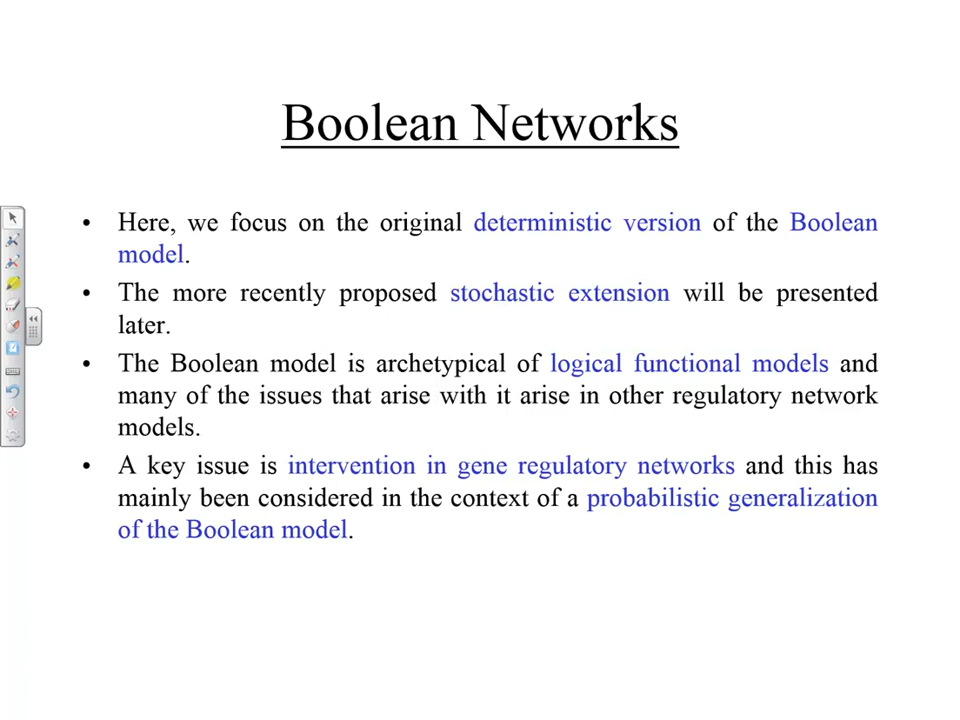 Boolean Networks
• Here, we focus on the original deterministic version of the Boolean
model.
• The more recently proposed stochastic extension will be presented
later.
• The Boolean model is archetypical of logical functional models and
many of the issues that arise with it arise in other regulatory network
models.
• A key issue is intervention in gene regulatory networks and this has
mainly been considered in the context of a probabilistic generalization
of the Boolean model.